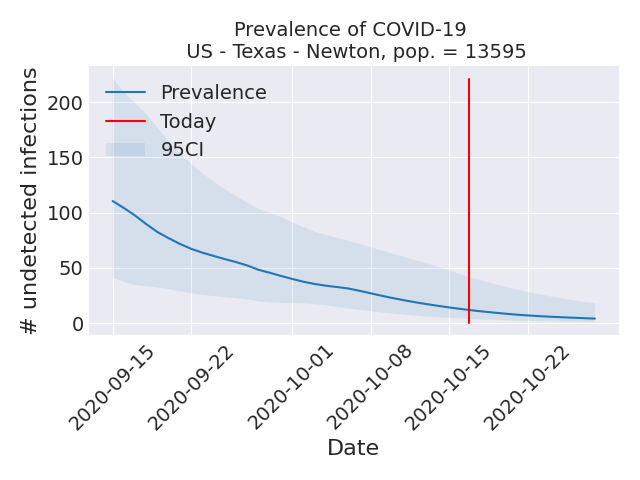 Prevalence of COVID-19
US - Texas - Newton, pop. = 13595
# undetected infections
200
150
100
50
0
Prevalence
Today
95CI
2020-09-15
2020-09-22
2020-10-01
2020-10-08
2020-10-15
2020-10-22
Date